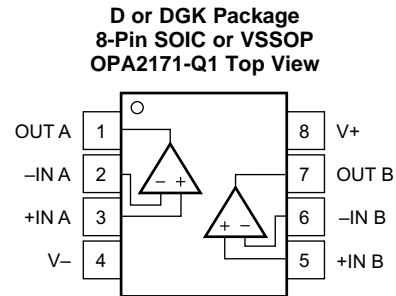 D or DGK Package
8-Pin SOIC or VSSOP
OPA2171-Q1 Top View
OUT A 1 8 V+
–IN A 2 7 OUT B
– +
+IN A 3 6 –IN B
+ –
V– 4 5 +IN B